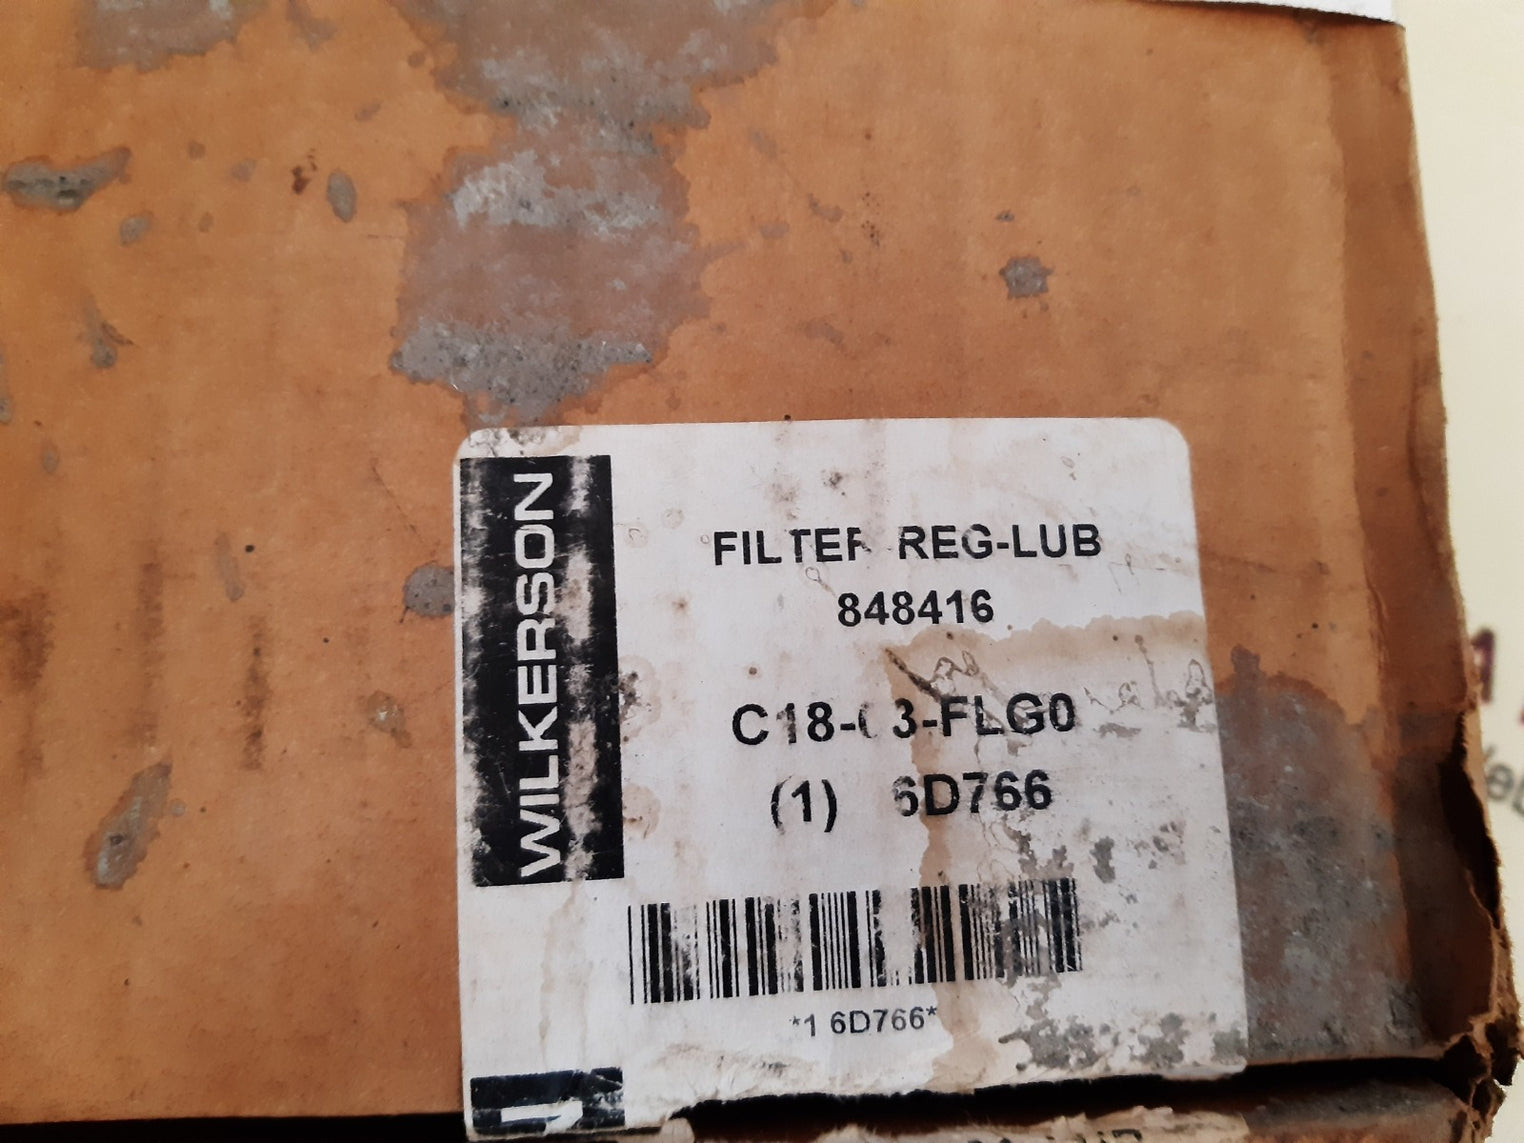 WILKERSON
FILTER REG-LUB
848416
C18-03-FLG0
(1) 6D766
*1 6D766*